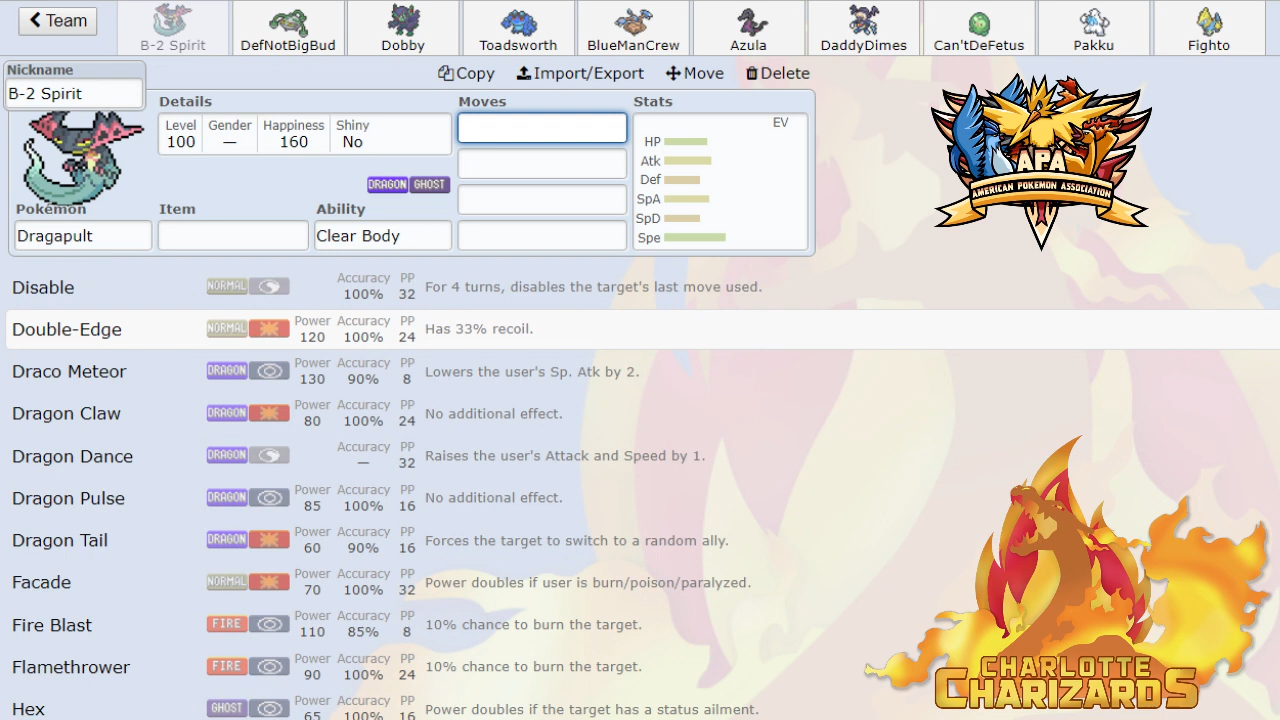 Team
B-2 Spirit
DefNotBigBud
Dobby
Toadsworth
BlueManCrew
Azula
DaddyDimes
Can'tDeFetus
Pakku
Fighto
Nickname
B-2 Spirit
Copy
Import/Export
Move
Delete
Details
Moves
Stats
Level
100
Gender
—
Happiness
160
Shiny
No
EV
HP
Atk
Def
SpA
SpD
Spe
DRAGON GHOST
Pokémon
Item
Ability
Dragapult
Clear Body
APA
AMERICAN POKEMON ASSOCIATION
Disable NORMAL Accuracy 100% PP 32 For 4 turns, disables the target's last move used.
Double-Edge NORMAL Power 120 Accuracy 100% PP 24 Has 33% recoil.
Draco Meteor DRAGON Power 130 Accuracy 90% PP 8 Lowers the user's Sp. Atk by 2.
Dragon Claw DRAGON Power 80 Accuracy 100% PP 24 No additional effect.
Dragon Dance DRAGON Accuracy — PP 32 Raises the user's Attack and Speed by 1.
Dragon Pulse DRAGON Power 85 Accuracy 100% PP 16 No additional effect.
Dragon Tail DRAGON Power 60 Accuracy 90% PP 16 Forces the target to switch to a random ally.
Facade NORMAL Power 70 Accuracy 100% PP 32 Power doubles if user is burn/poison/paralyzed.
Fire Blast FIRE Power 110 Accuracy 85% PP 8 10% chance to burn the target.
Flamethrower FIRE Power 90 Accuracy 100% PP 24 10% chance to burn the target.
Hex GHOST Power 65 Accuracy 100% PP 16 Power doubles if the target has a status ailment.
CHARLOTTE
CHARIZARDS